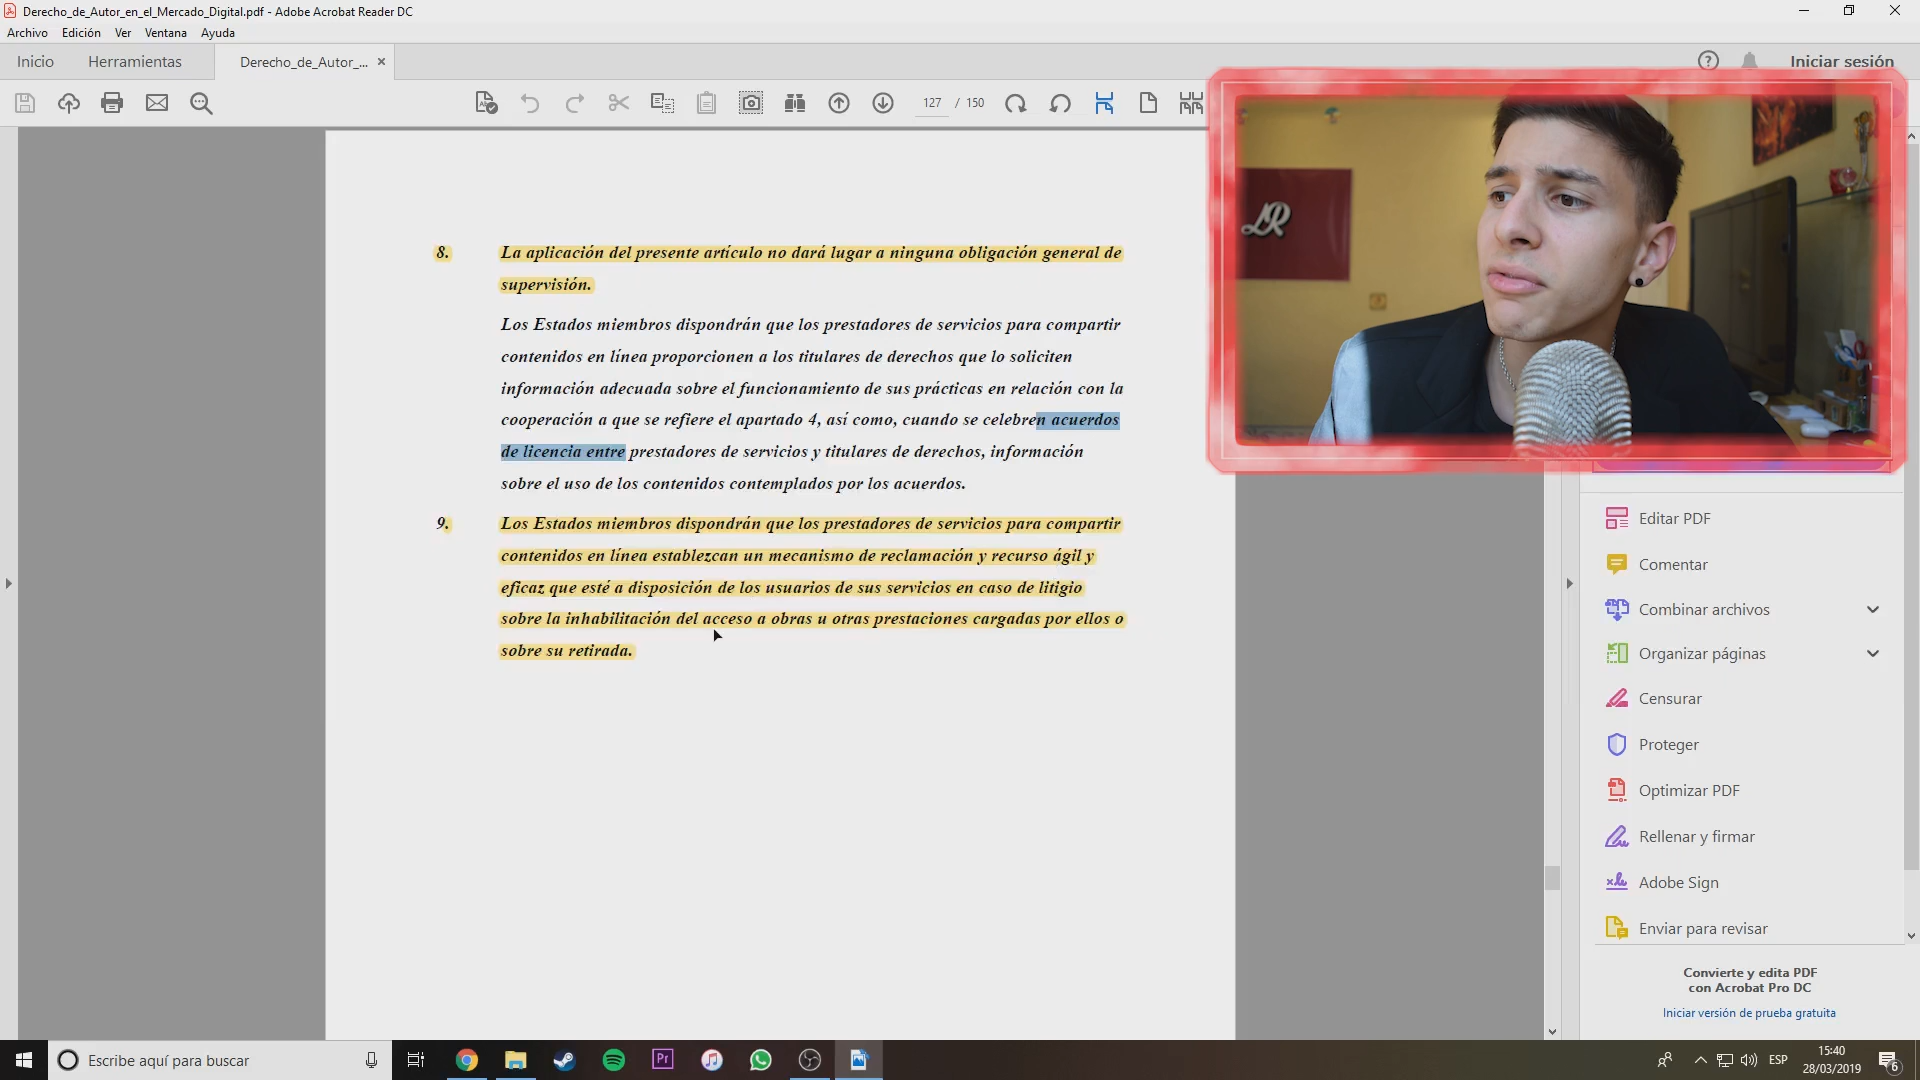 Derecho_de_Autor_en_el_Mercado_Digital.pdf - Adobe Acrobat Reader DC
Archivo Edición Ver Ventana Ayuda
Inicio Herramientas Derecho_de_Autor_... Iniciar sesión
127 / 150
LR
8. La aplicación del presente artículo no dará lugar a ninguna obligación general de
supervisión.
Los Estados miembros dispondrán que los prestadores de servicios para compartir
contenidos en línea proporcionen a los titulares de derechos que lo soliciten
información adecuada sobre el funcionamiento de sus prácticas en relación con la
cooperación a que se refiere el apartado 4, así como, cuando se celebren acuerdos
de licencia entre prestadores de servicios y titulares de derechos, información
sobre el uso de los contenidos contemplados por los acuerdos.
9. Los Estados miembros dispondrán que los prestadores de servicios para compartir
contenidos en línea establezcan un mecanismo de reclamación y recurso ágil y
eficaz que esté a disposición de los usuarios de sus servicios en caso de litigio
sobre la inhabilitación del acceso a obras u otras prestaciones cargadas por ellos o
sobre su retirada.
Editar PDF
Comentar
Combinar archivos
Organizar páginas
Censurar
Proteger
Optimizar PDF
Rellenar y firmar
Adobe Sign
Enviar para revisar
Convierte y edita PDF
con Acrobat Pro DC
Iniciar versión de prueba gratuita
Escribe aquí para buscar
Pr
ESP
15:40
28/03/2019
6